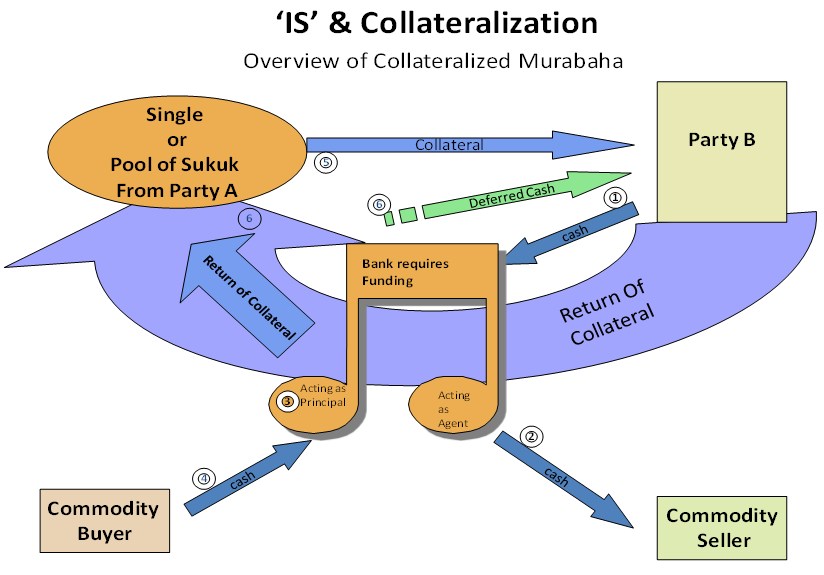 ‘IS’ & Collateralization
Overview of Collateralized Murabaha
Single
or
Pool of Sukuk
From Party A
Collateral
⑤
Party B
⑥
Deferred Cash
①
cash
6
Return of Collateral
Bank requires
Funding
Return Of
Collateral
③
Acting as
Principal
Acting
as
Agent
②
cash
④
cash
Commodity
Buyer
Commodity
Seller